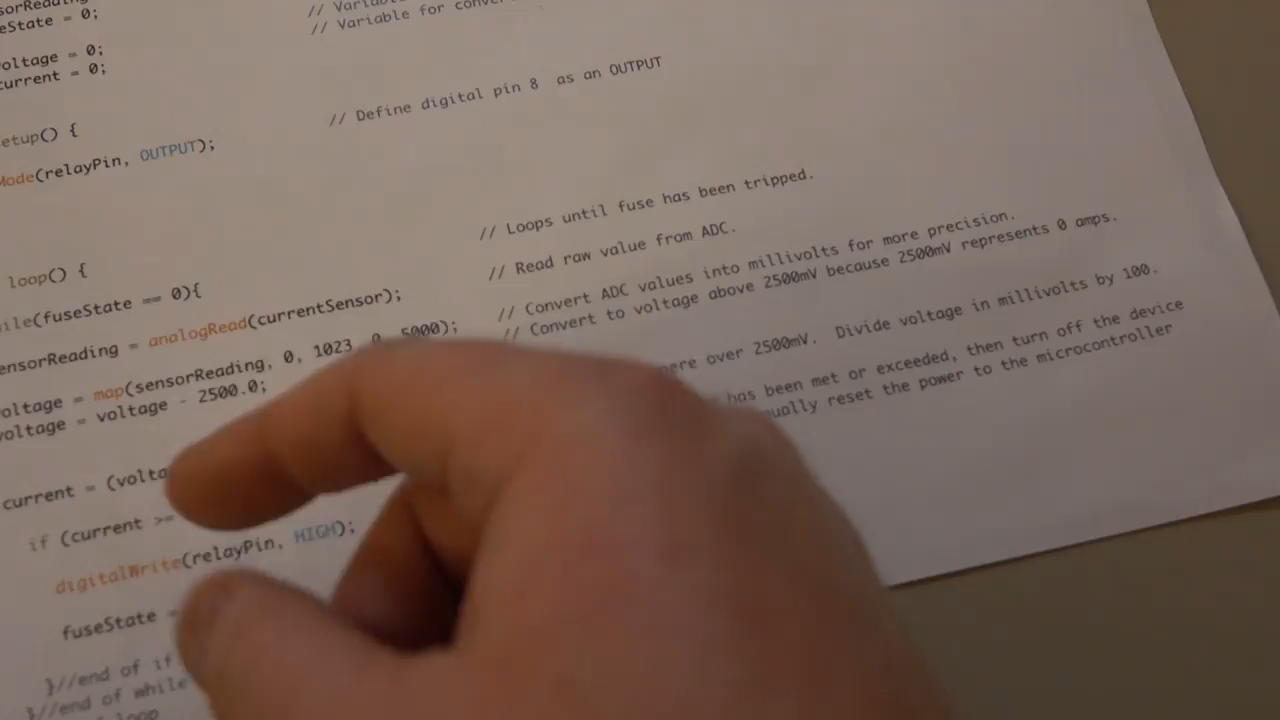 eState = 0;
// Variable for
oltage = 0;
current = 0;
// Define digital pin 8 as an OUTPUT
etup() {
Mode(relayPin, OUTPUT);
// Loops until fuse has been tripped.
loop() {
// Read raw value from ADC.
ile(fuseState == 0){
// Convert ADC values into millivolts for more precision.
ensorReading = analogRead(currentSensor);
// Convert to voltage above 2500mV because 2500mV represents 0 amps.
oltage = map(sensorReading, 0, 1023, 0, 5000);
voltage = voltage - 2500.0;
over 2500mV. Divide voltage in millivolts by 100.
has been met or exceeded, then turn off the device
ually reset the power to the microcontroller
current = (volta
if (current >=
digitalWrite(relayPin, HIGH);
fuseState =
}//end of if
}//end of while
loop